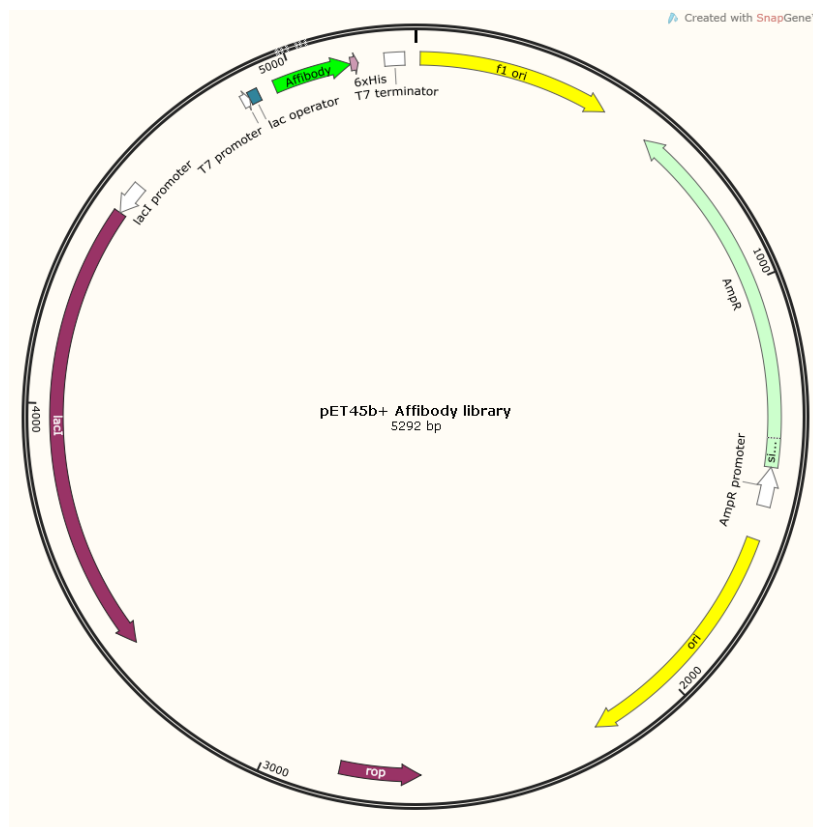 Created with SnapGene
5000
Affibody
6xHis
T7 terminator
f1 ori
T7 promoter
lac operator
lacI promoter
1000
AmpR
pET45b+ Affibody library
5292 bp
4000
lacI
si...
AmpR promoter
ori
2000
3000
rop